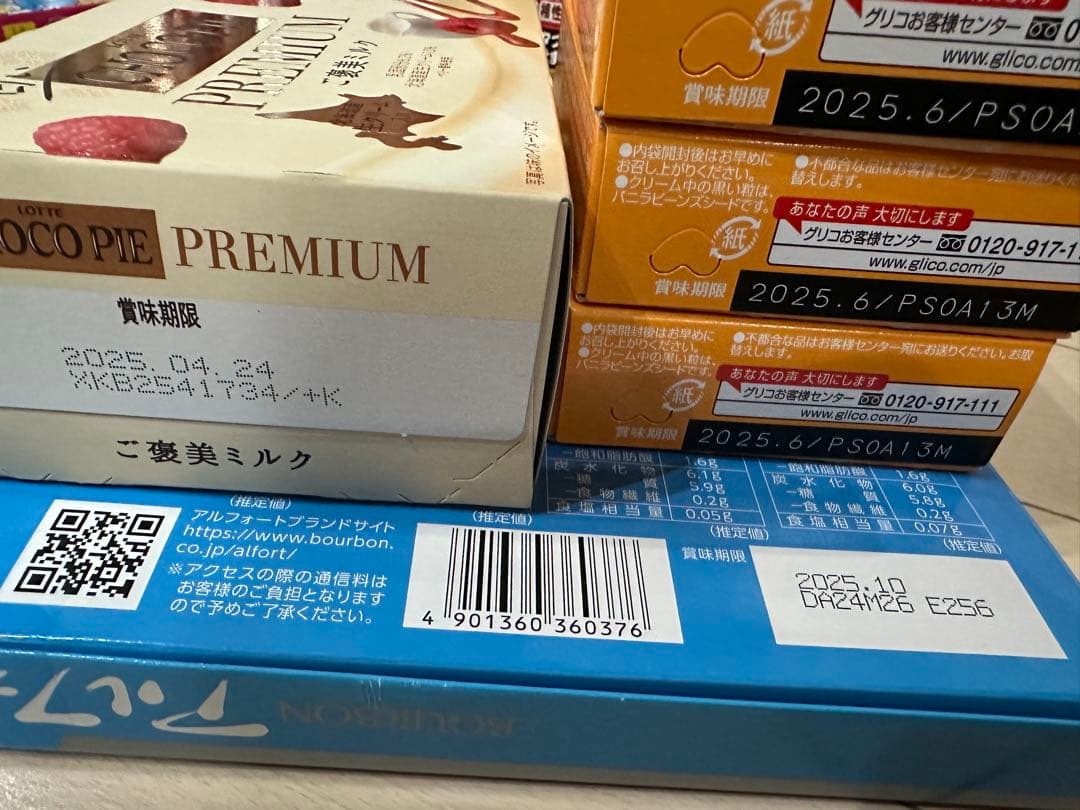 PREMIUM
ご褒美ミルク
LOTTE
CHOCO PIE PREMIUM
賞味期限
2025.04.24
XKB2541734/+K
ご褒美ミルク
グリコお客様センター
www.glico.com
紙
賞味期限 2025.6/PS0A
●内袋開封後はお早めに
お召し上がりください。
●クリーム中の黒い粒は、
バニラビーンズシードです。
●不都合な品はお客様センター宛にお送りください
替えします。
あなたの声 大切にします
グリコお客様センター 0120-917-1
www.glico.com/jp
紙
賞味期限 2025.6/PS0A13M
●内袋開封後はお早めに
お召し上がりください。
●クリーム中の黒い粒は、
バニラビーンズシードです。
●不都合な品はお客様センター宛にお送りください。お取
替えします。
あなたの声 大切にします
グリコお客様センター 0120-917-111
www.glico.com/jp
紙
賞味期限 2025.6/PS0A13M
-飽和脂肪酸 1.6g
炭水化物 6.1g
-糖質 5.9g
-食物繊維 0.2g
食塩相当量 0.05g
(推定値)
-飽和脂肪酸 1.6g
炭水化物 6.0g
-糖質 5.8g
-食物繊維 0.2g
食塩相当量 0.07g
(推定値)
(推定値)
アルフォートブランドサイト
https://www.bourbon.
co.jp/alfort/
※アクセスの際の通信料は
お客様のご負担となります
ので予めご了承ください。
(推定値)
4 901360 360376
賞味期限
2025.10
DA24M26 E256
アルフォ
BOURBON